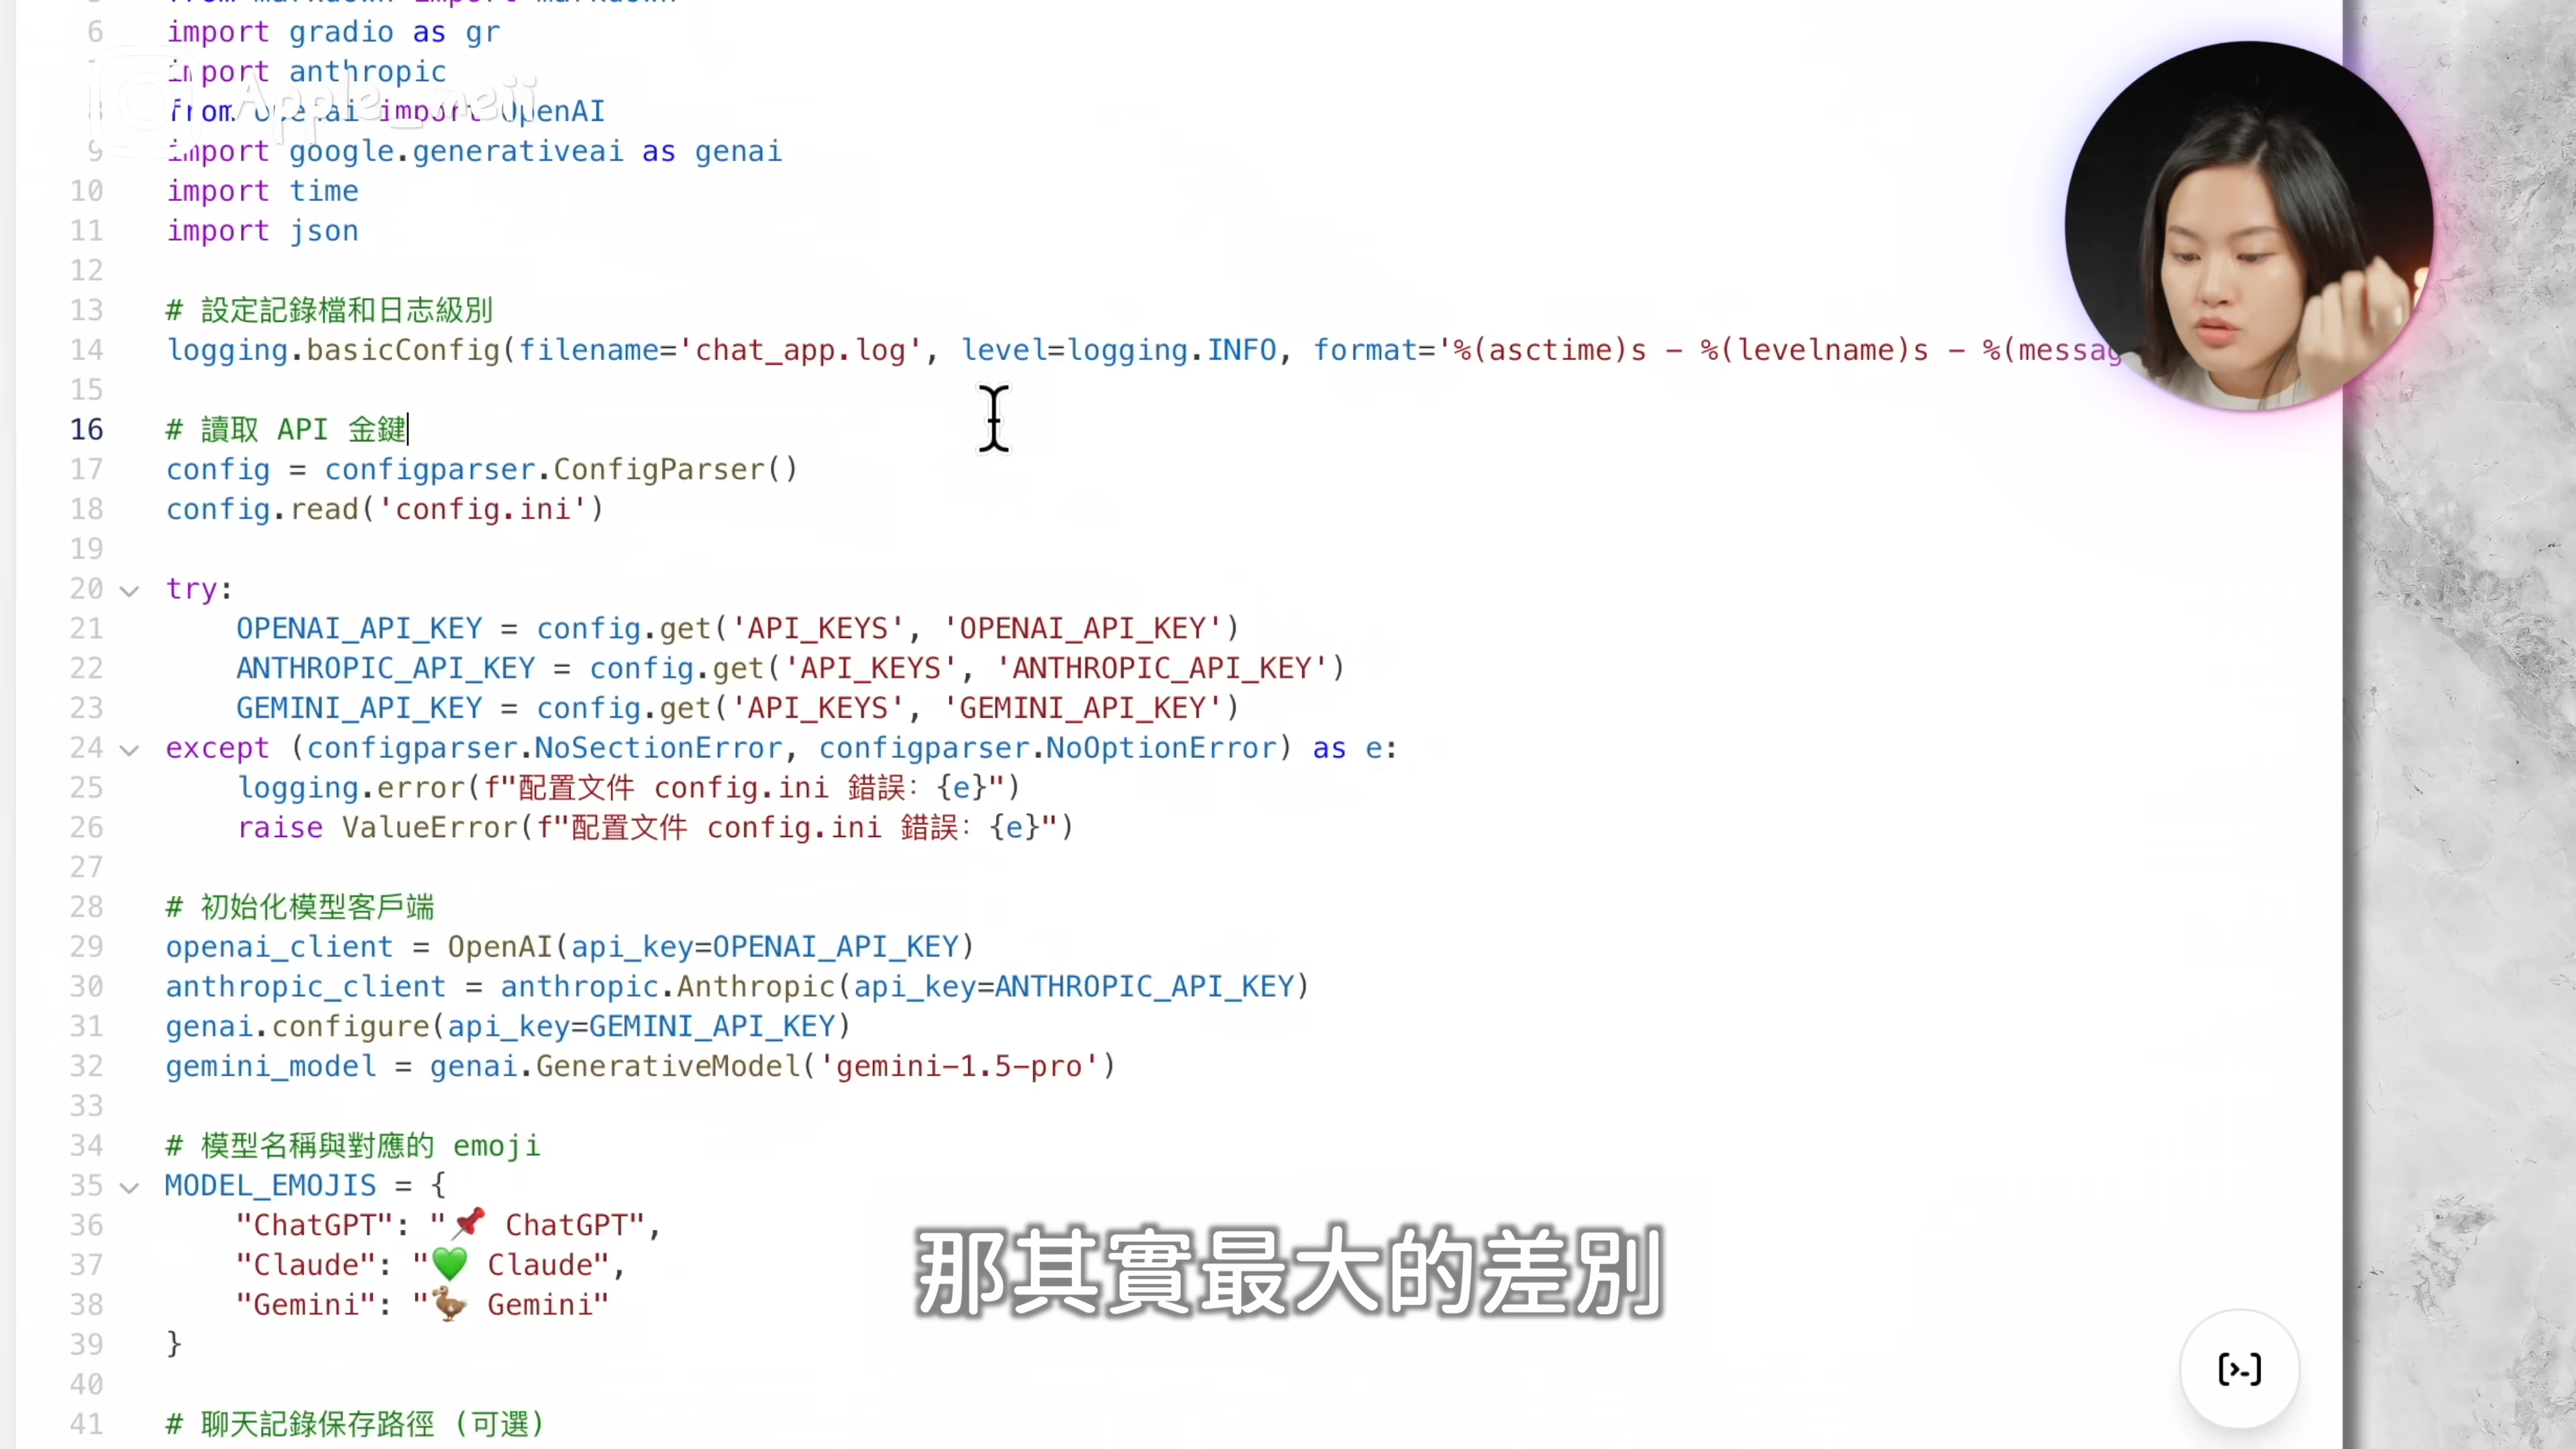 6 import gradio as gr
import anthropic
Apple_meji
from openai import OpenAI
9 import google.generativeai as genai
10 import time
11 import json
12
13 # 設定記錄檔和日志級別
14 logging.basicConfig(filename='chat_app.log', level=logging.INFO, format='%(asctime)s - %(levelname)s - %(messag
15
16 # 讀取 API 金鍵
17 config = configparser.ConfigParser()
18 config.read('config.ini')
19
20 try:
21 OPENAI_API_KEY = config.get('API_KEYS', 'OPENAI_API_KEY')
22 ANTHROPIC_API_KEY = config.get('API_KEYS', 'ANTHROPIC_API_KEY')
23 GEMINI_API_KEY = config.get('API_KEYS', 'GEMINI_API_KEY')
24 except (configparser.NoSectionError, configparser.NoOptionError) as e:
25 logging.error(f"配置文件 config.ini 錯誤: {e}")
26 raise ValueError(f"配置文件 config.ini 錯誤: {e}")
27
28 # 初始化模型客戶端
29 openai_client = OpenAI(api_key=OPENAI_API_KEY)
30 anthropic_client = anthropic.Anthropic(api_key=ANTHROPIC_API_KEY)
31 genai.configure(api_key=GEMINI_API_KEY)
32 gemini_model = genai.GenerativeModel('gemini-1.5-pro')
33
34 # 模型名稱與對應的 emoji
35 MODEL_EMOJIS = {
36 "ChatGPT": "📌 ChatGPT",
37 "Claude": "💚 Claude",
38 "Gemini": "🦤 Gemini"
39 }
40
41 # 聊天記錄保存路徑 (可選)
那其實最大的差別